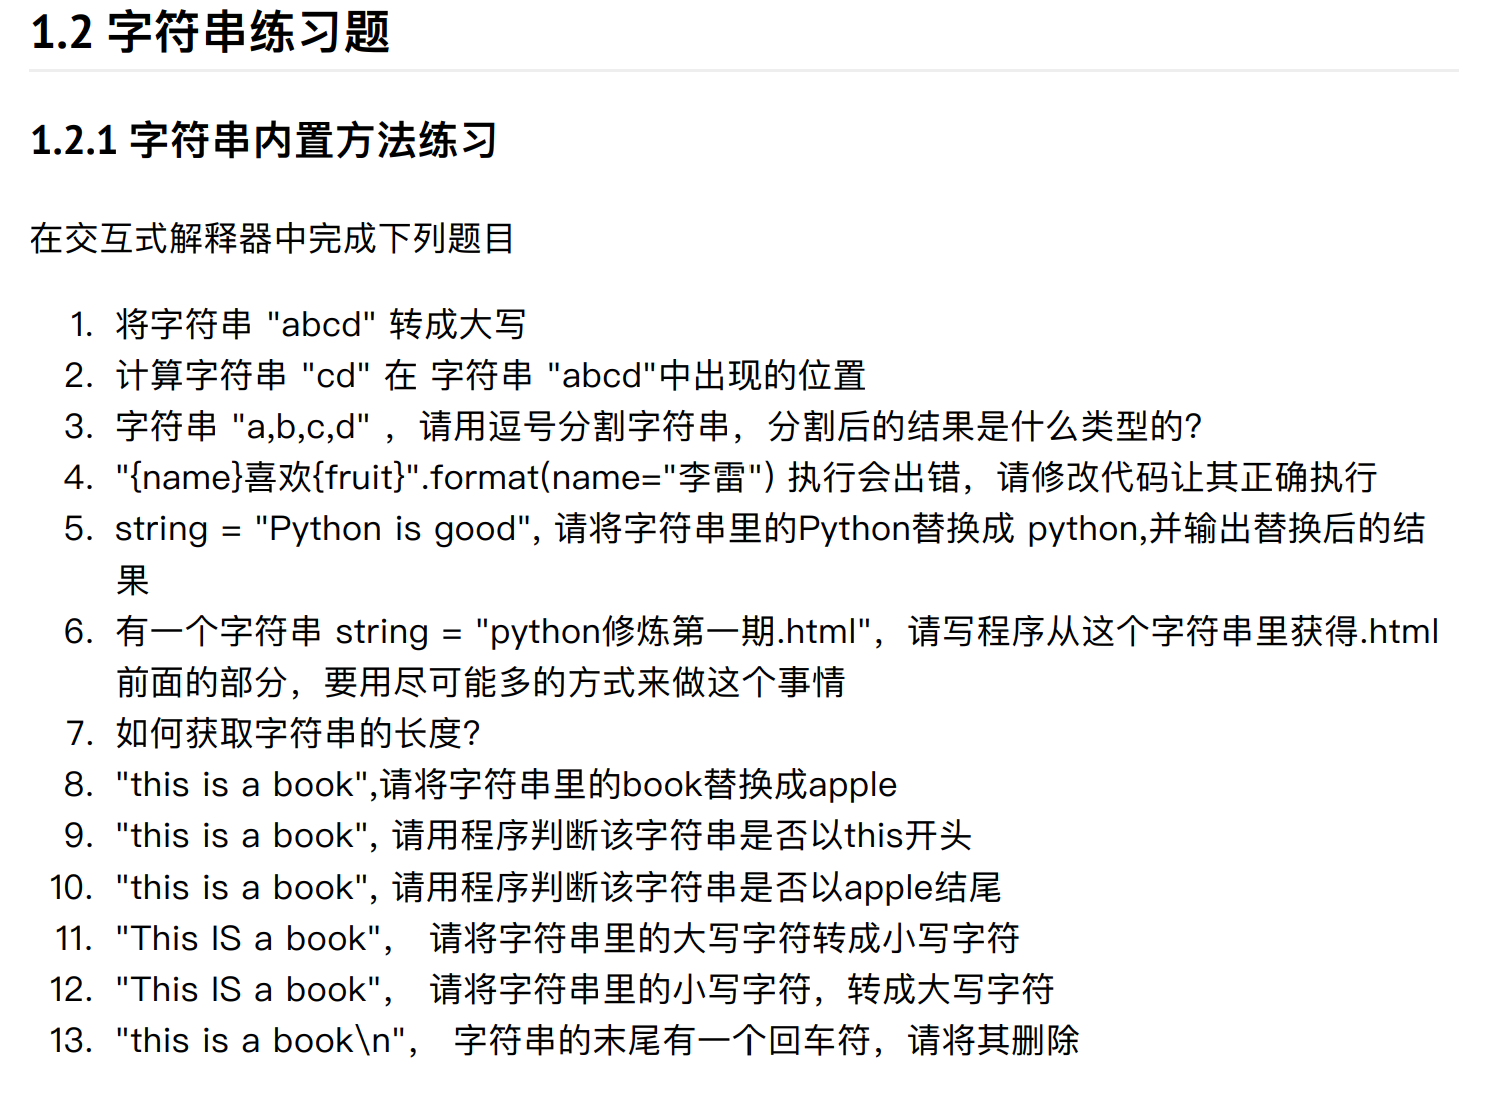 1.2 字符串练习题
1.2.1 字符串内置方法练习
在交互式解释器中完成下列题目
1. 将字符串 "abcd" 转成大写
2. 计算字符串 "cd" 在 字符串 "abcd"中出现的位置
3. 字符串 "a,b,c,d" ，请用逗号分割字符串，分割后的结果是什么类型的?
4. "{name}喜欢{fruit}".format(name="李雷") 执行会出错，请修改代码让其正确执行
5. string = "Python is good", 请将字符串里的Python替换成 python,并输出替换后的结
果
6. 有一个字符串 string = "python修炼第一期.html"，请写程序从这个字符串里获得.html
前面的部分，要用尽可能多的方式来做这个事情
7. 如何获取字符串的长度?
8. "this is a book",请将字符串里的book替换成apple
9. "this is a book", 请用程序判断该字符串是否以this开头
10. "this is a book", 请用程序判断该字符串是否以apple结尾
11. "This IS a book"， 请将字符串里的大写字符转成小写字符
12. "This IS a book"， 请将字符串里的小写字符，转成大写字符
13. "this is a book\n"， 字符串的末尾有一个回车符，请将其删除